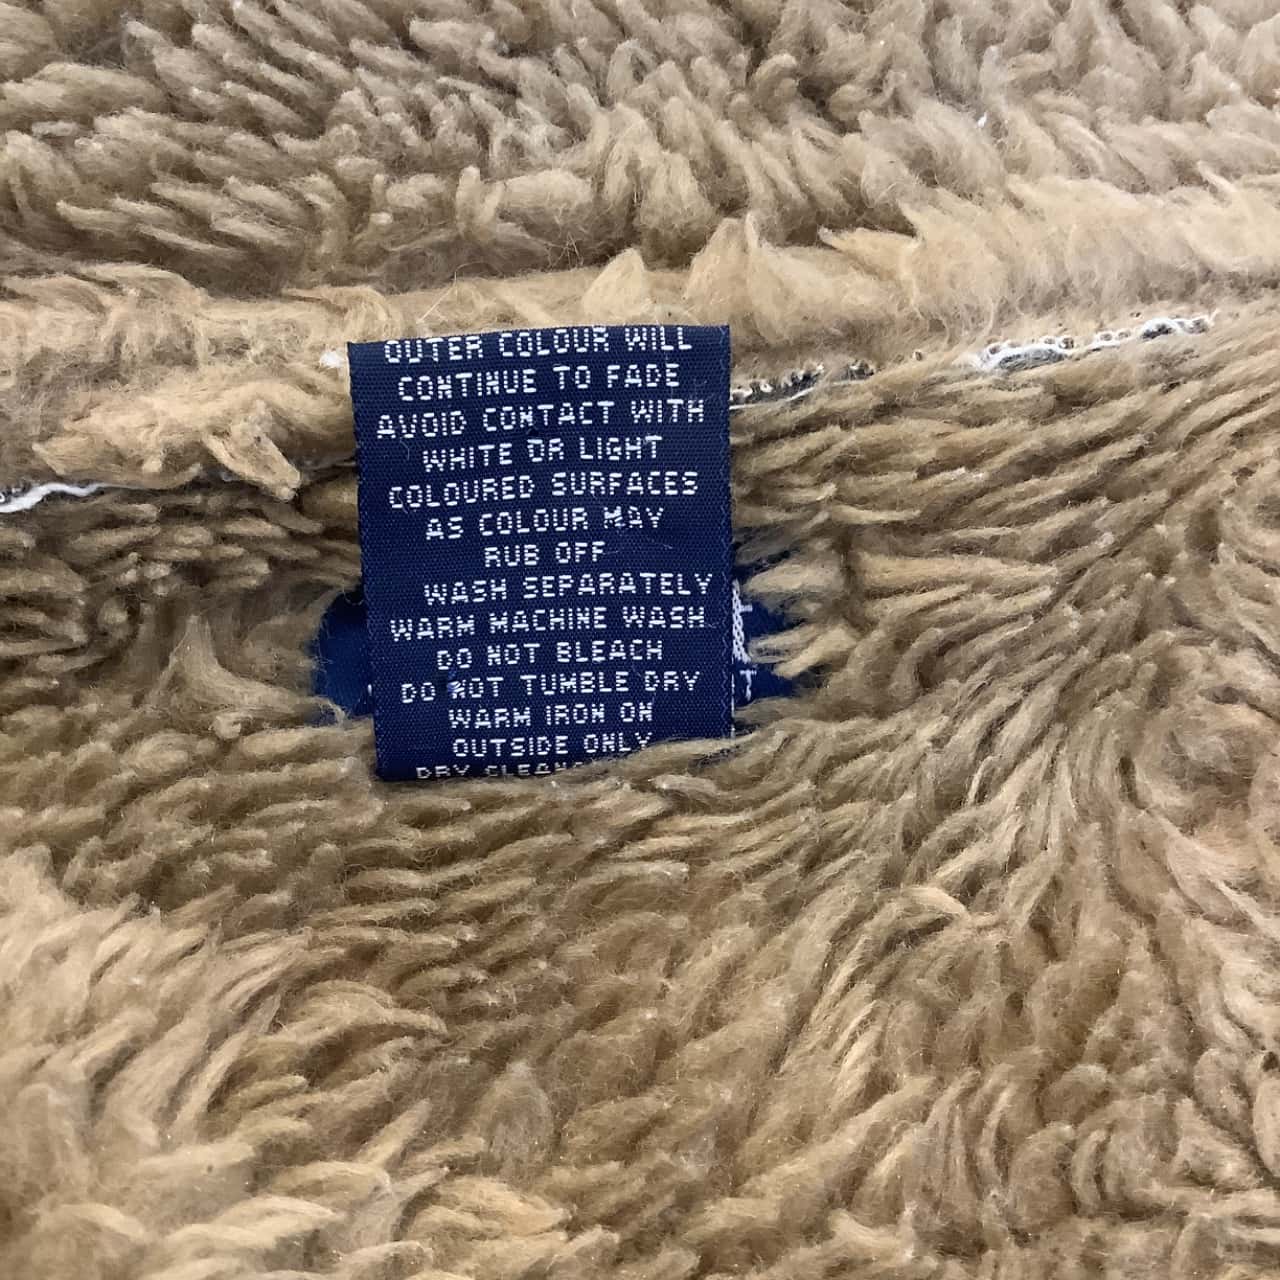 OUTER COLOUR WILL
CONTINUE TO FADE
AVOID CONTACT WITH
WHITE OR LIGHT
COLOURED SURFACES
AS COLOUR MAY
RUB OFF
WASH SEPARATELY
WARM MACHINE WASH
DO NOT BLEACH
DO NOT TUMBLE DRY
WARM IRON ON
OUTSIDE ONLY
DRY